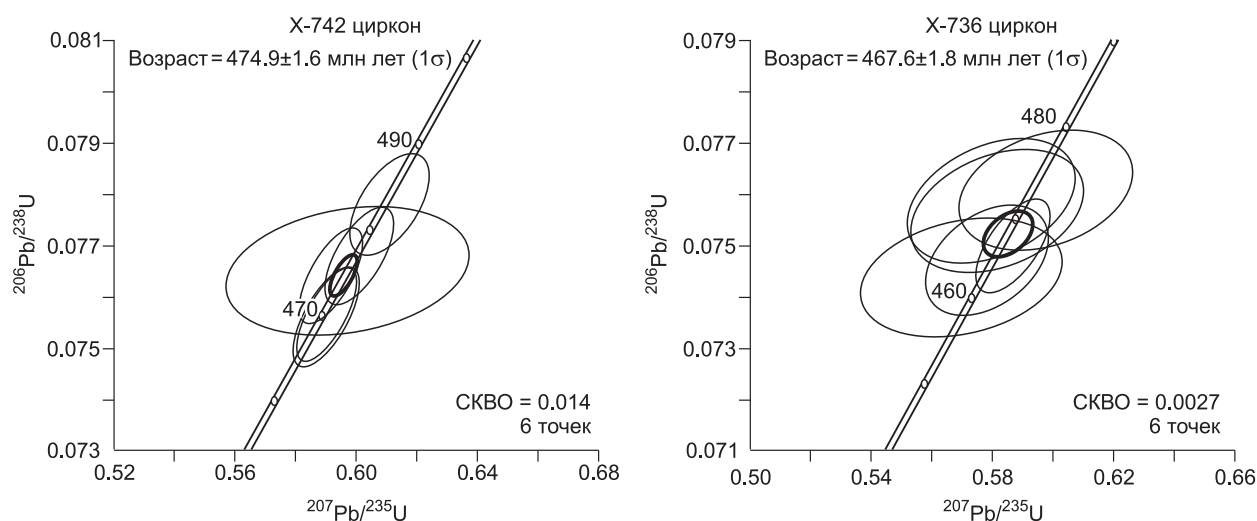 X-742 циркон
Возраст = 474.9±1.6 млн лет (1σ)
0.081
0.079
0.077
0.075
0.073
490
470
²⁰⁶Pb/²³⁸U
СКВО = 0.014
6 точек
0.52
0.56
0.60
0.64
0.68
²⁰⁷Pb/²³⁵U
X-736 циркон
Возраст = 467.6±1.8 млн лет (1σ)
0.079
0.077
0.075
0.073
0.071
480
460
²⁰⁶Pb/²³⁸U
СКВО = 0.0027
6 точек
0.50
0.54
0.58
0.62
0.66
²⁰⁷Pb/²³⁵U